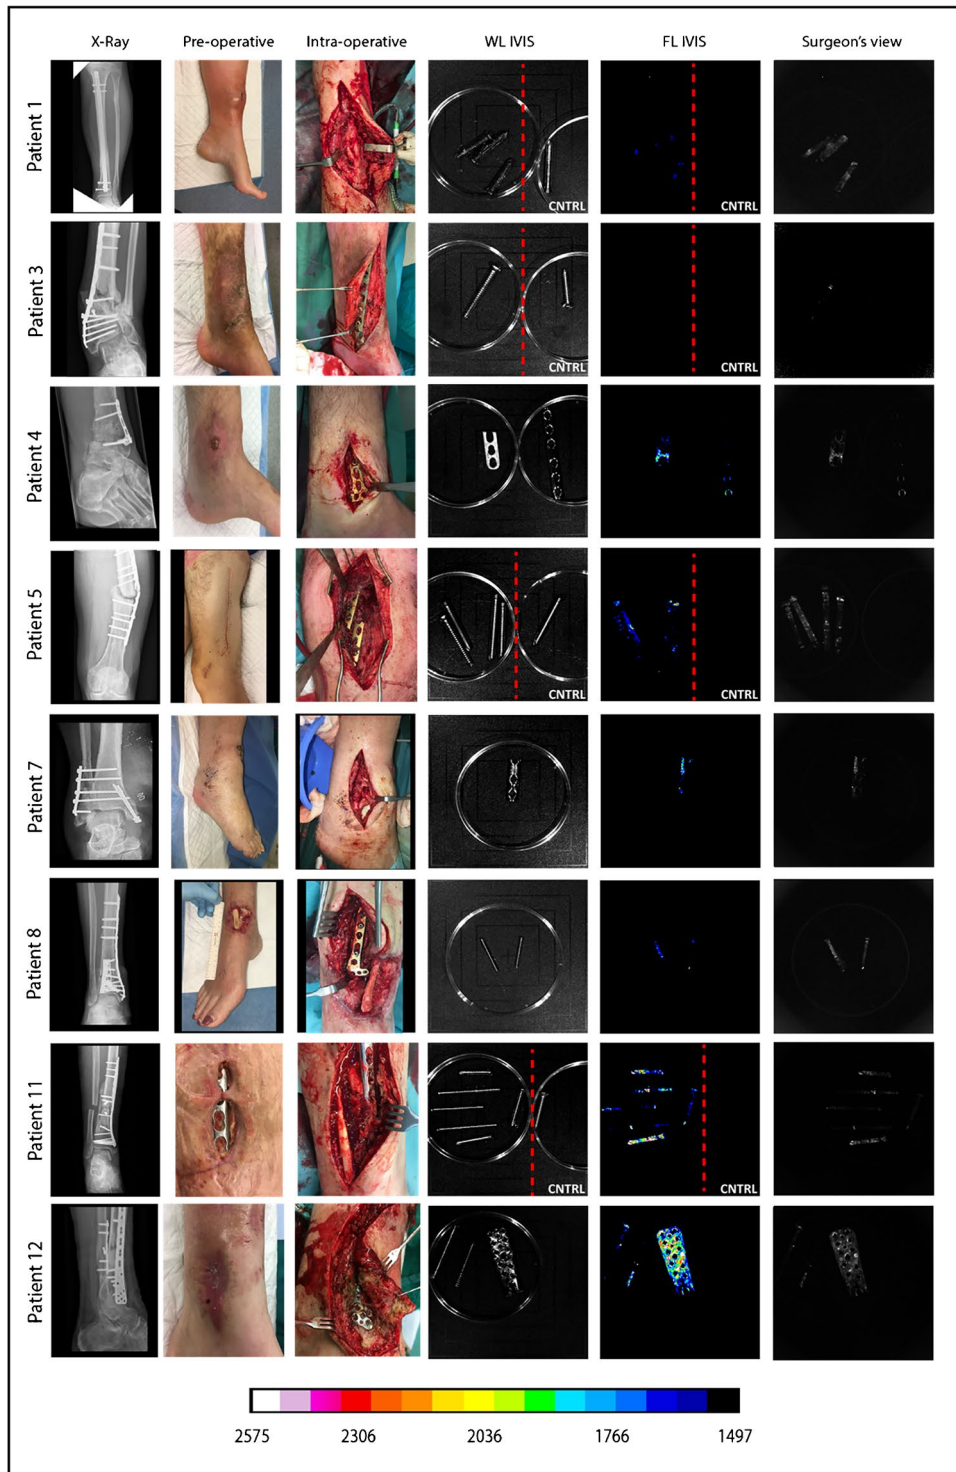 X-Ray Pre-operative Intra-operative WL IVIS FL IVIS Surgeon's view
Patient 1
CNTRL CNTRL
Patient 3
CNTRL CNTRL
Patient 4
Patient 5
CNTRL CNTRL
Patient 7
Patient 8
Patient 11
CNTRL CNTRL
Patient 12
2575 2306 2036 1766 1497